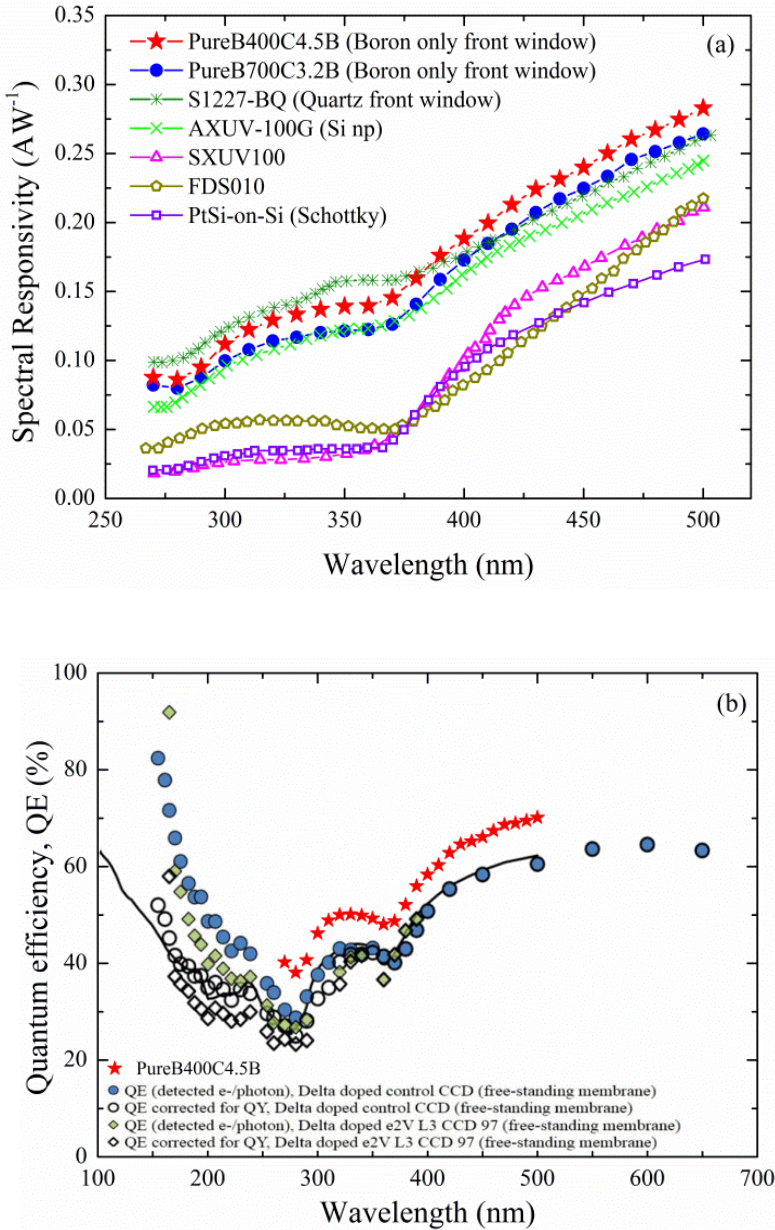 (a)
PureB400C4.5B (Boron only front window)
PureB700C3.2B (Boron only front window)
S1227-BQ (Quartz front window)
AXUV-100G (Si np)
SXUV100
FDS010
PtSi-on-Si (Schottky)
Spectral Responsivity (AW⁻¹)
0.35
0.30
0.25
0.20
0.15
0.10
0.05
0.00
250 300 350 400 450 500
Wavelength (nm)
(b)
Quantum efficiency, QE (%)
100
80
60
40
20
0
PureB400C4.5B
QE (detected e-/photon), Delta doped control CCD (free-standing membrane)
QE corrected for QY, Delta doped control CCD (free-standing membrane)
QE (detected e-/photon), Delta doped e2V L3 CCD 97 (free-standing membrane)
QE corrected for QY, Delta doped e2V L3 CCD 97 (free-standing membrane)
100 200 300 400 500 600 700
Wavelength (nm)